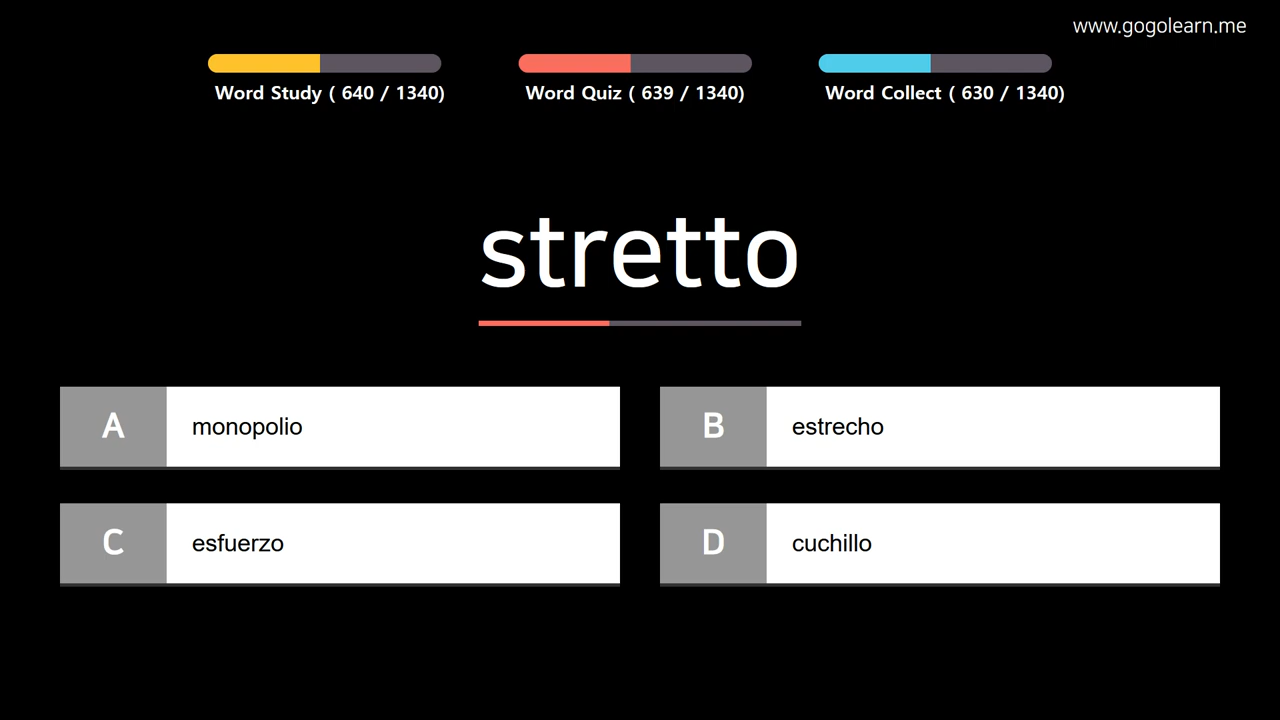 www.gogolearn.me
Word Study ( 640 / 1340)
Word Quiz ( 639 / 1340)
Word Collect ( 630 / 1340)
stretto
A
monopolio
B
estrecho
C
esfuerzo
D
cuchillo